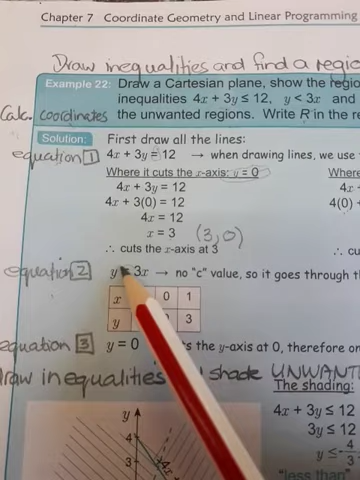 Chapter 7 Coordinate Geometry and Linear Programming
Draw inequalities and find a regio
Example 22: Draw a Cartesian plane, show the regio
inequalities 4x + 3y ≤ 12, y < 3x and
Calc. coordinates the unwanted regions. Write R in the re
Solution: First draw all the lines:
equation 1 4x + 3y = 12 → when drawing lines, we use
Where it cuts the x-axis: y = 0 Where
4x + 3y = 12 4x
4x + 3(0) = 12 4(0) +
4x = 12
x = 3 (3,0)
∴ cuts the x-axis at 3 ∴ cu
equation 2 y = 3x → no "c" value, so it goes through t
x 0 1
y 0 3
equation 3 y = 0 the y-axis at 0, therefore on
raw inequalities shade UNWANT
The shading:
4x + 3y ≤ 12
3y ≤ 12
y ≤ -4/3
"less than"
y
4
3